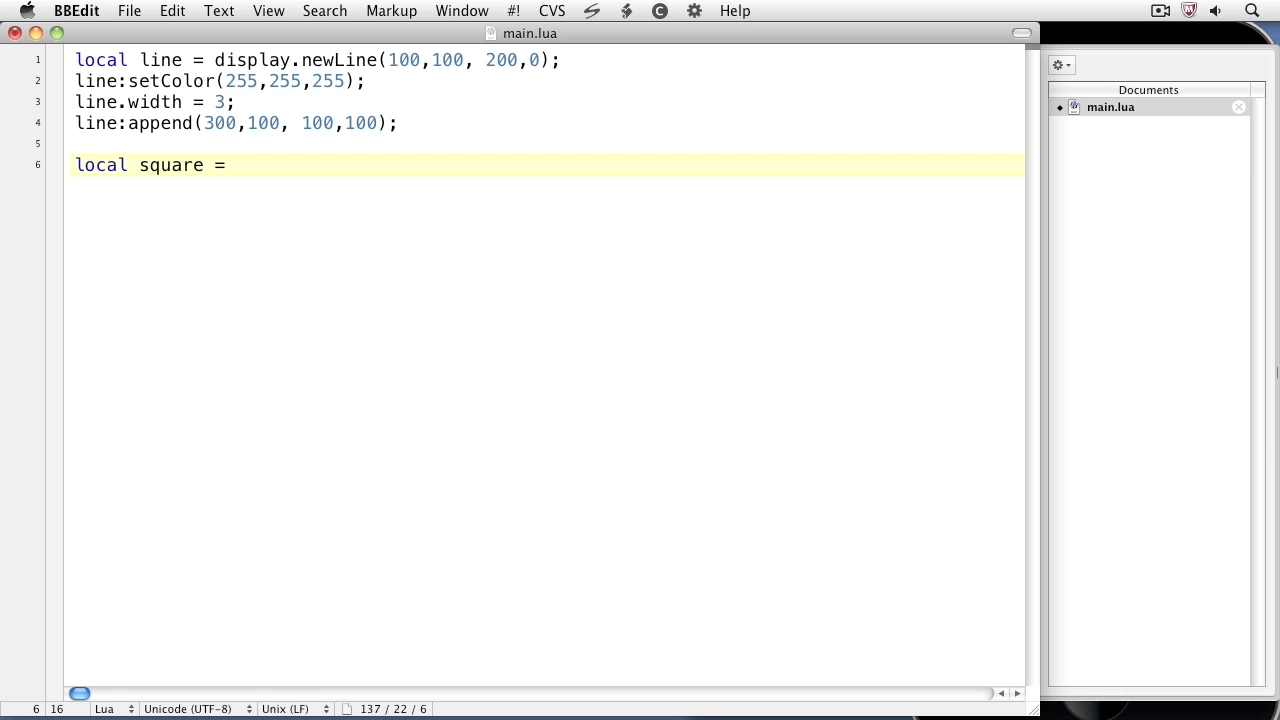 BBEdit File Edit Text View Search Markup Window #! CVS Help
main.lua
1 local line = display.newLine(100,100, 200,0);
2 line:setColor(255,255,255);
3 line.width = 3;
4 line:append(300,100, 100,100);
5
6 local square =
Documents
main.lua
6 16 Lua Unicode (UTF-8) Unix (LF) 137 / 22 / 6